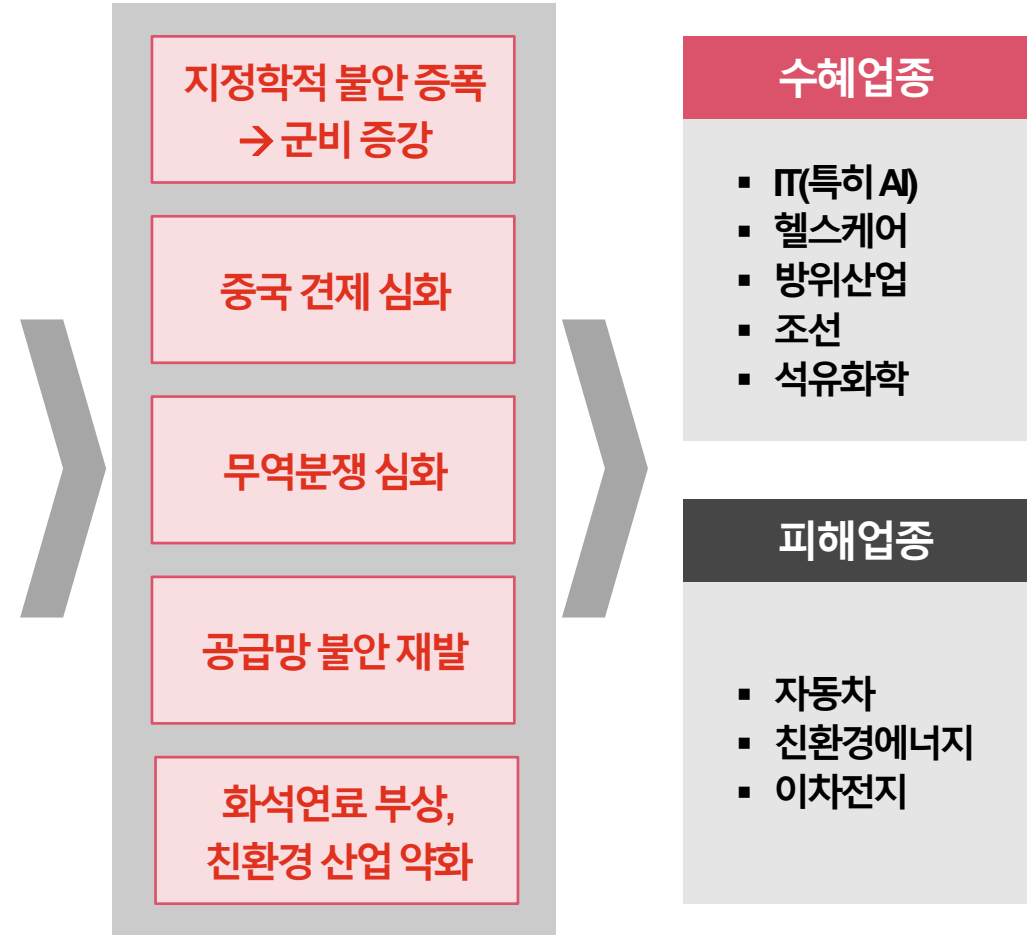 지정학적 불안 증폭
→ 군비 증강
중국 견제 심화
무역분쟁 심화
공급망 불안 재발
화석연료 부상,
친환경 산업 약화
수혜업종
▪ IT(특히 AI)
▪ 헬스케어
▪ 방위산업
▪ 조선
▪ 석유화학
피해업종
▪ 자동차
▪ 친환경에너지
▪ 이차전지